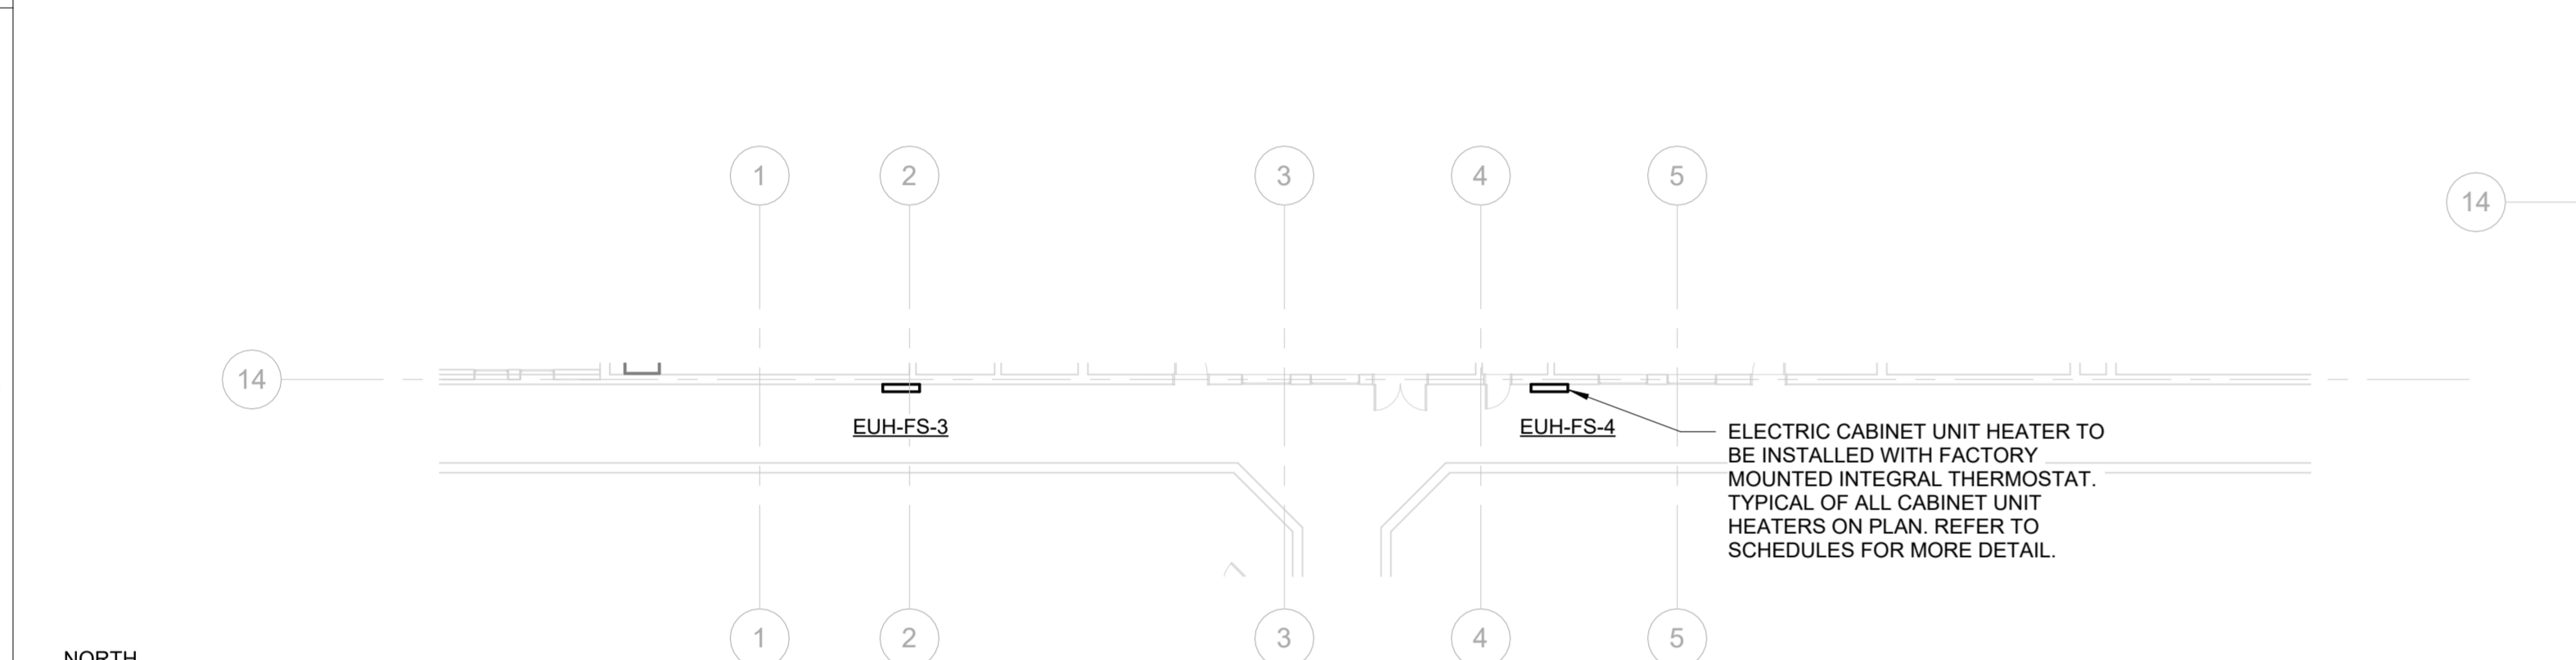 1
2
3
4
5
14
14
EUH-FS-3
EUH-FS-4
ELECTRIC CABINET UNIT HEATER TO
BE INSTALLED WITH FACTORY
MOUNTED INTEGRAL THERMOSTAT.
TYPICAL OF ALL CABINET UNIT
HEATERS ON PLAN. REFER TO
SCHEDULES FOR MORE DETAIL.
1
2
3
4
5
NORTH